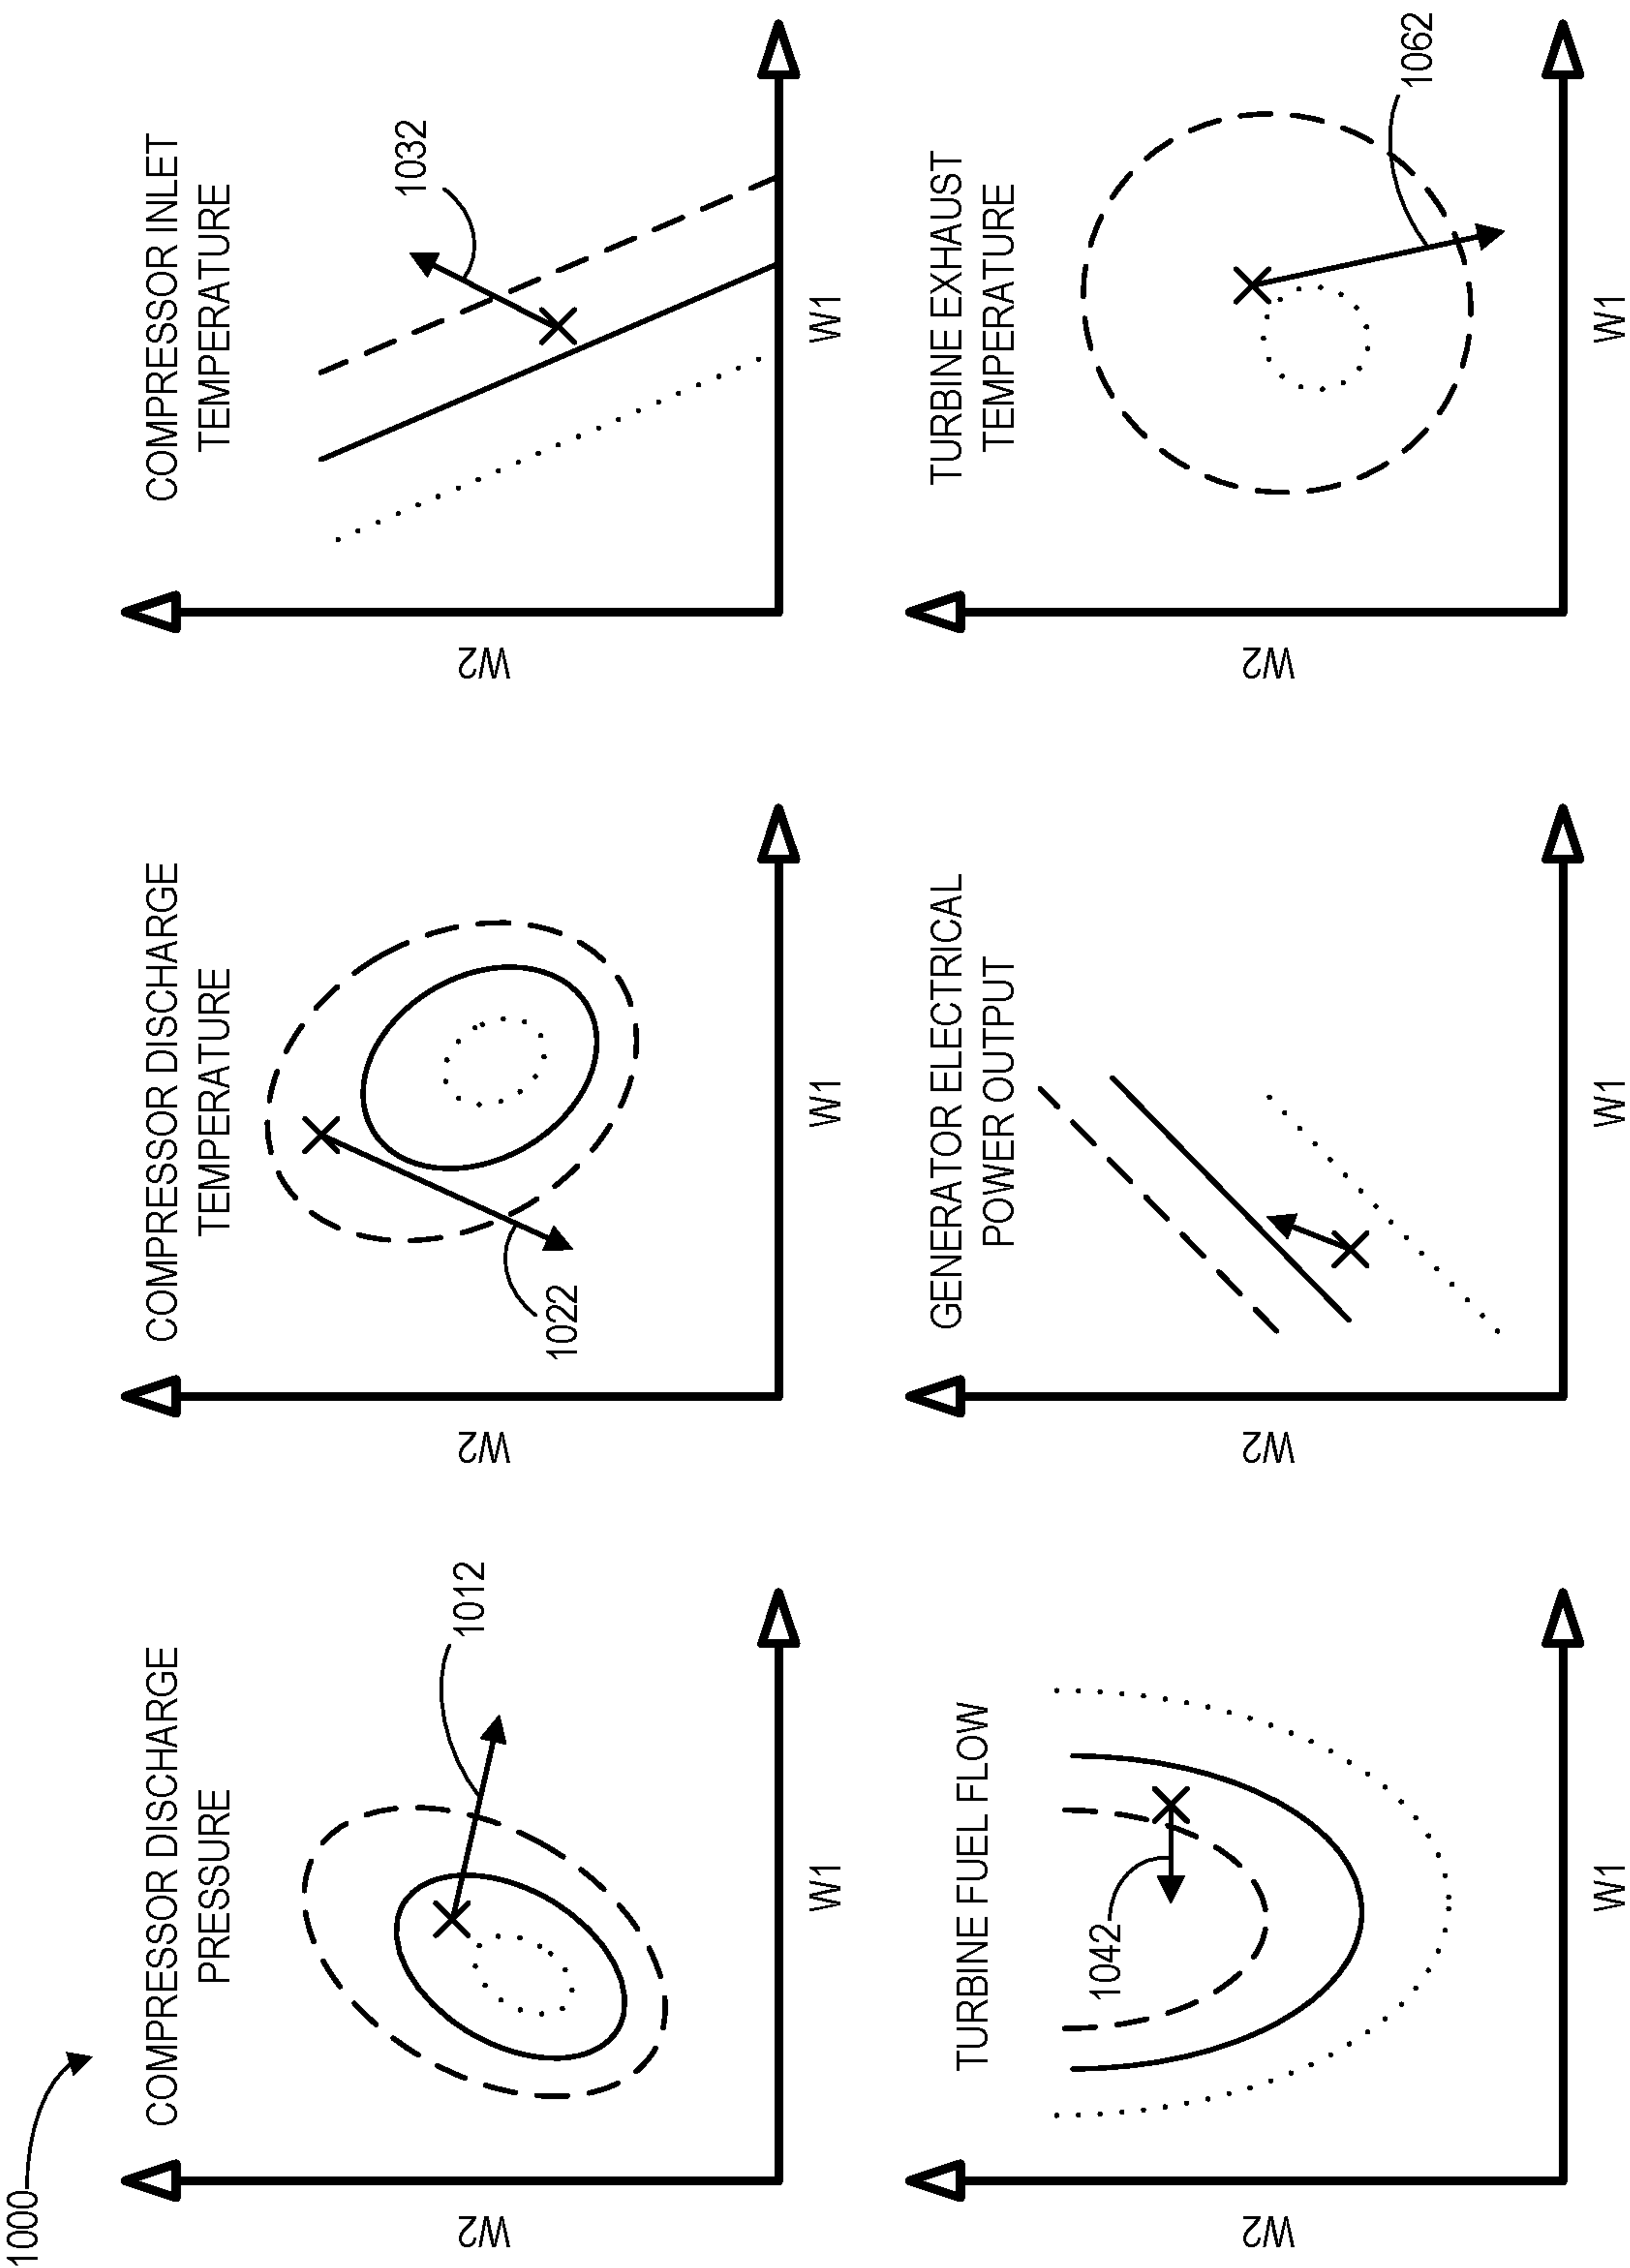 1000
COMPRESSOR DISCHARGE
PRESSURE
1012
W2
W1
COMPRESSOR DISCHARGE
TEMPERATURE
1022
W2
W1
COMPRESSOR INLET
TEMPERATURE
1032
W2
W1
TURBINE FUEL FLOW
1042
W2
W1
GENERATOR ELECTRICAL
POWER OUTPUT
W2
W1
TURBINE EXHAUST
TEMPERATURE
1062
W2
W1